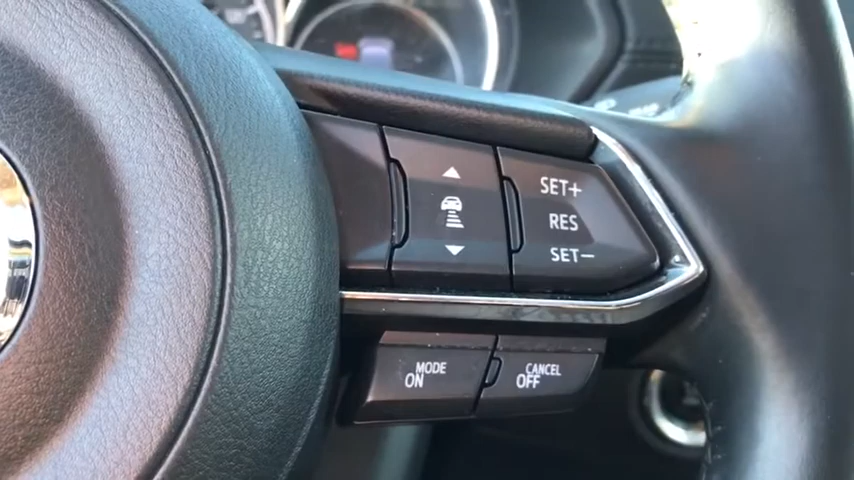 SET+
RES
SET−
MODE
ON
CANCEL
OFF